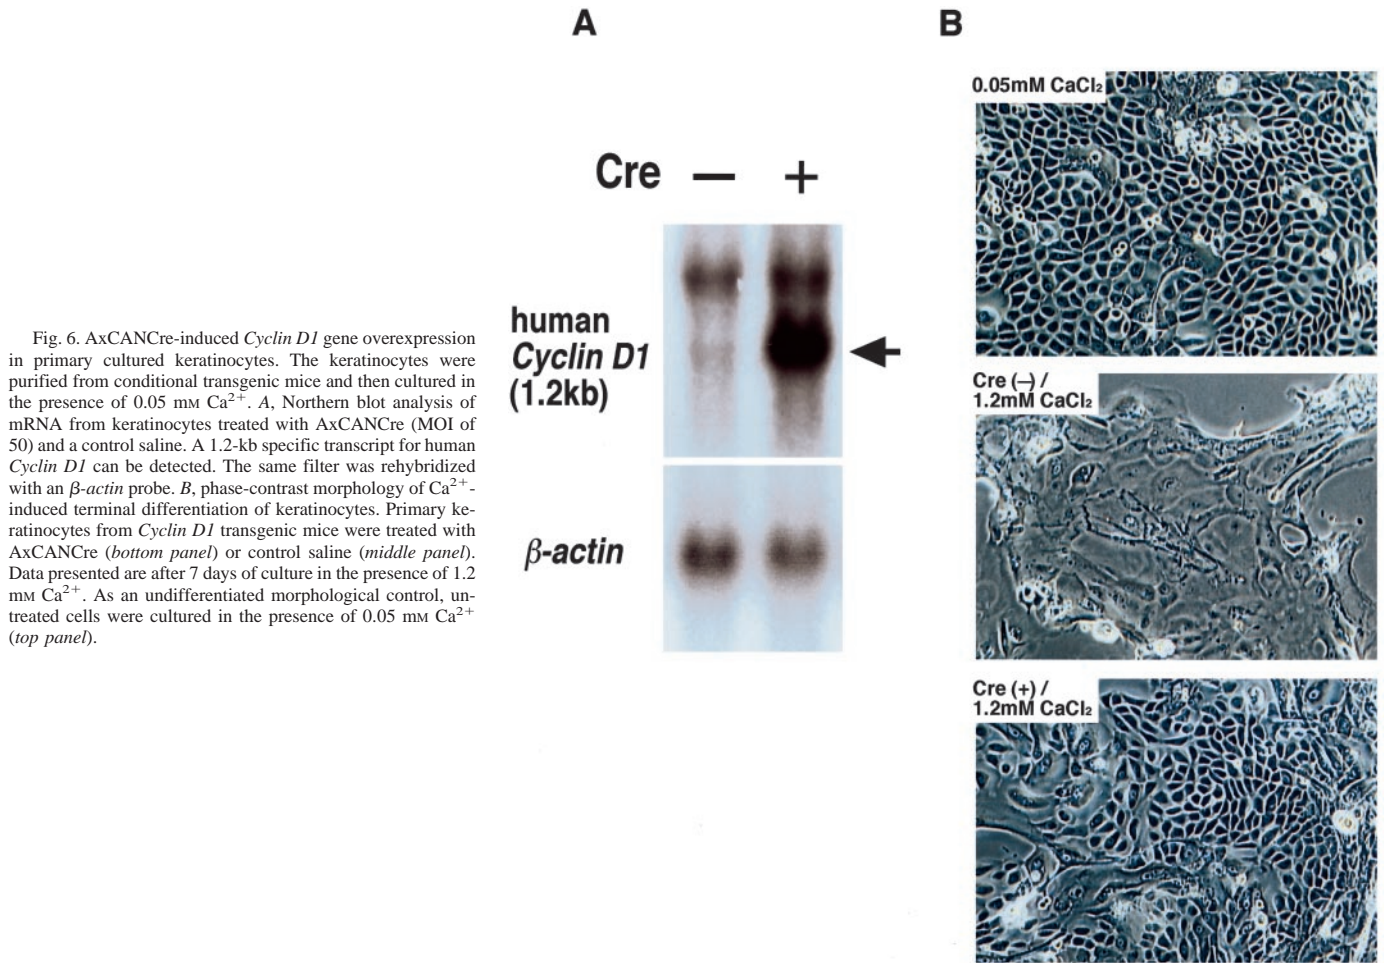 A
B
Cre − +
human
Cyclin D1
(1.2kb)
β-actin
0.05mM CaCl₂
Cre (−) /
1.2mM CaCl₂
Cre (+) /
1.2mM CaCl₂
Fig. 6. AxCANCre-induced Cyclin D1 gene overexpression
in primary cultured keratinocytes. The keratinocytes were
purified from conditional transgenic mice and then cultured in
the presence of 0.05 mM Ca²⁺. A, Northern blot analysis of
mRNA from keratinocytes treated with AxCANCre (MOI of
50) and a control saline. A 1.2-kb specific transcript for human
Cyclin D1 can be detected. The same filter was rehybridized
with an β-actin probe. B, phase-contrast morphology of Ca²⁺-
induced terminal differentiation of keratinocytes. Primary ke-
ratinocytes from Cyclin D1 transgenic mice were treated with
AxCANCre (bottom panel) or control saline (middle panel).
Data presented are after 7 days of culture in the presence of 1.2
mM Ca²⁺. As an undifferentiated morphological control, un-
treated cells were cultured in the presence of 0.05 mM Ca²⁺
(top panel).